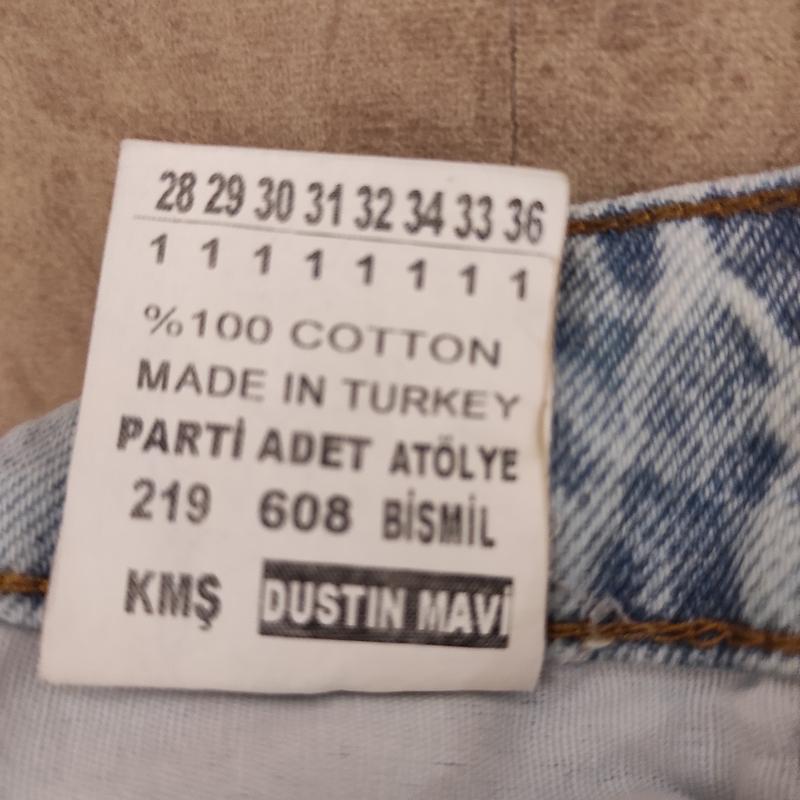 28 29 30 31 32 34 33 36
1 1 1 1 1 1 1 1
%100 COTTON
MADE IN TURKEY
PARTİ ADET ATÖLYE
219 608 BİSMİL
KMŞ DUSTIN MAVİ